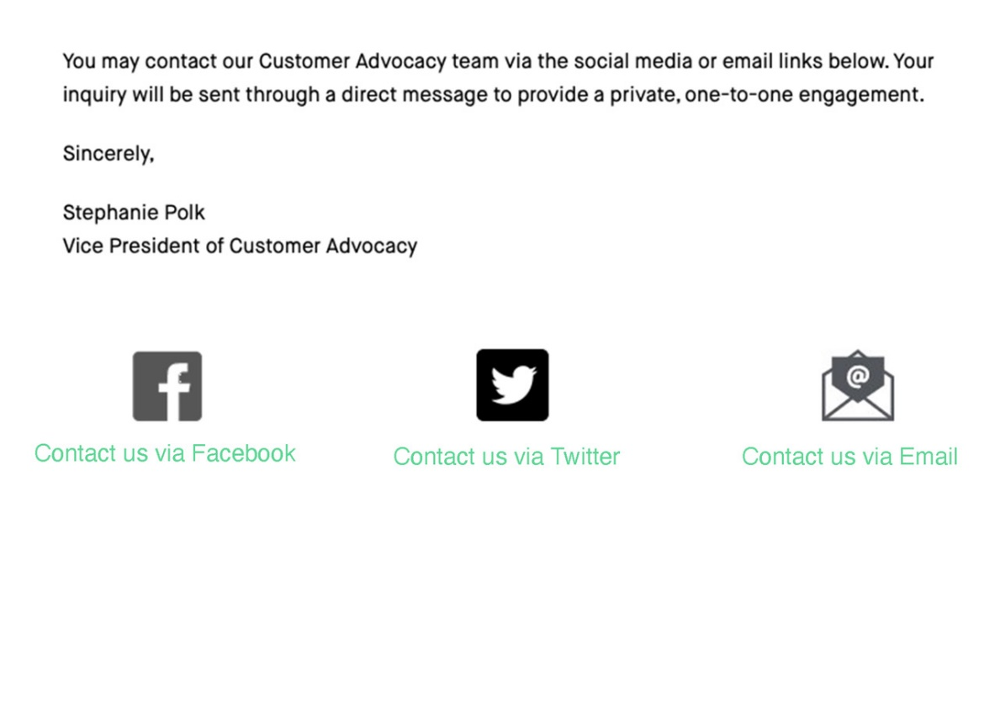 You may contact our Customer Advocacy team via the social media or email links below. Your
inquiry will be sent through a direct message to provide a private, one-to-one engagement.
Sincerely,
Stephanie Polk
Vice President of Customer Advocacy
f
@
Contact us via Facebook
Contact us via Twitter
Contact us via Email